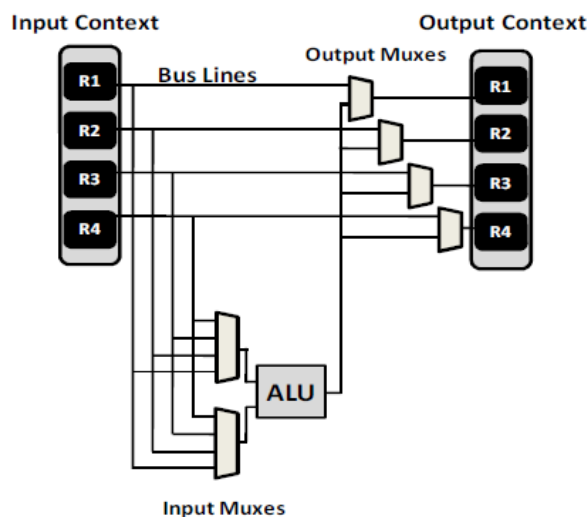 Input Context
Output Context
Output Muxes
Bus Lines
R1
R2
R3
R4
R1
R2
R3
R4
ALU
Input Muxes